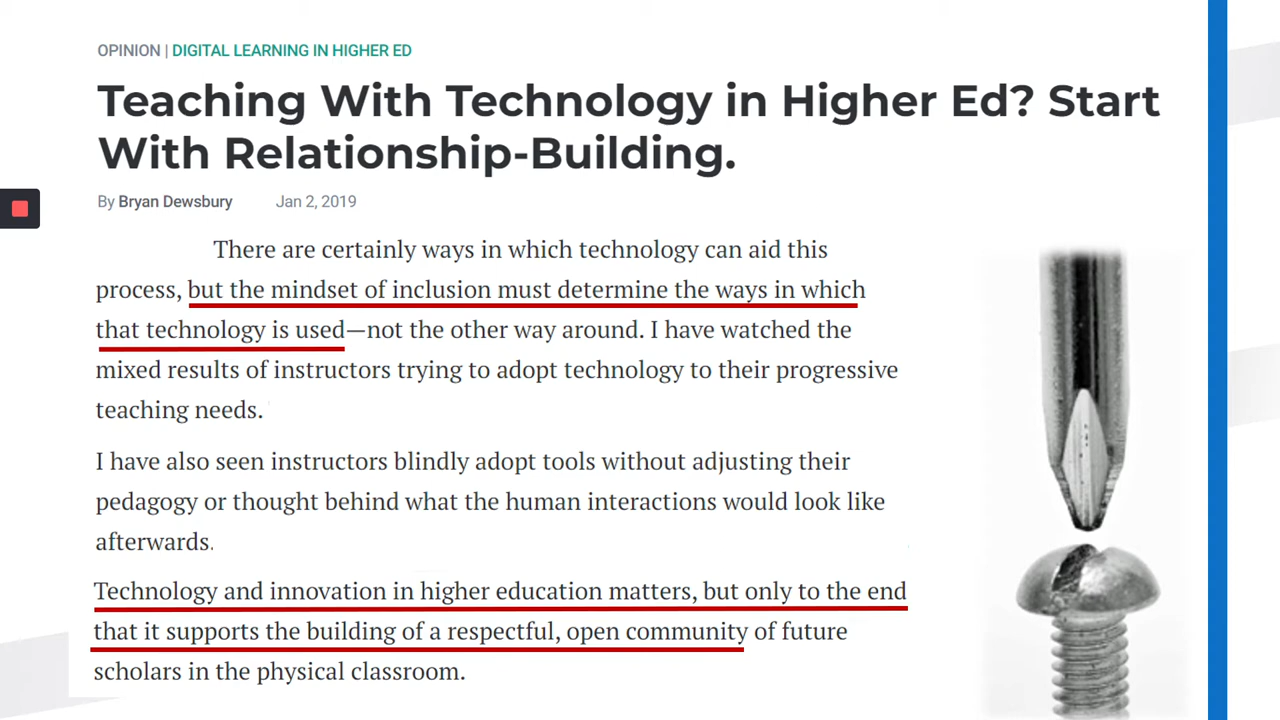 OPINION | DIGITAL LEARNING IN HIGHER ED
Teaching With Technology in Higher Ed? Start
With Relationship-Building.
By Bryan Dewsbury Jan 2, 2019
There are certainly ways in which technology can aid this
process, but the mindset of inclusion must determine the ways in which
that technology is used—not the other way around. I have watched the
mixed results of instructors trying to adopt technology to their progressive
teaching needs.
I have also seen instructors blindly adopt tools without adjusting their
pedagogy or thought behind what the human interactions would look like
afterwards.
Technology and innovation in higher education matters, but only to the end
that it supports the building of a respectful, open community of future
scholars in the physical classroom.